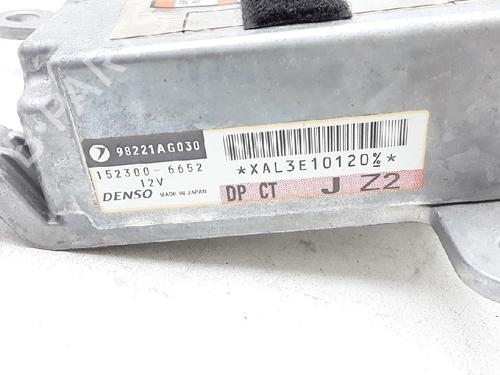 98221AG030
152300-6652
12V
DENSO MADE IN JAPAN
*XAL3E10120%*
DP CT J Z2